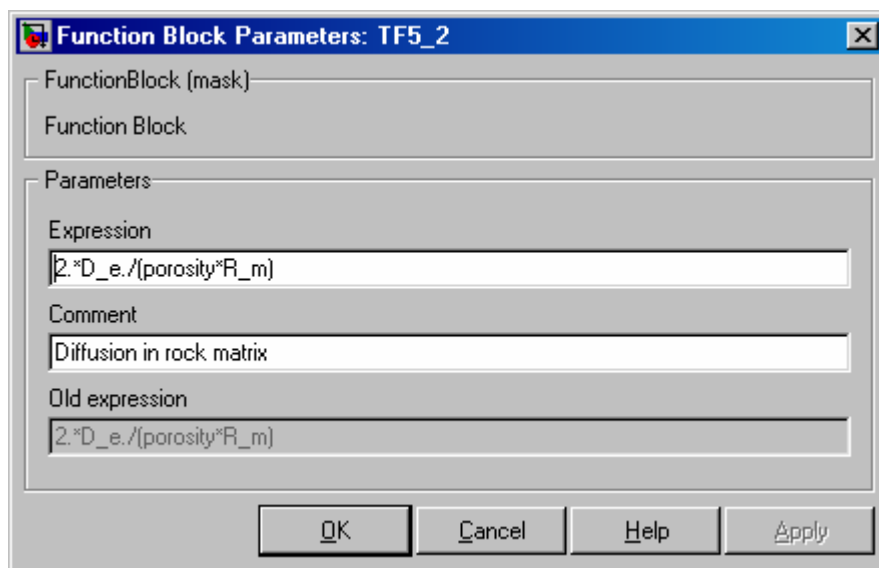 Function Block Parameters: TF5_2
FunctionBlock (mask)
Function Block
Parameters
Expression
2.*D_e./(porosity*R_m)
Comment
Diffusion in rock matrix
Old expression
2.*D_e./(porosity*R_m)
OK Cancel Help Apply